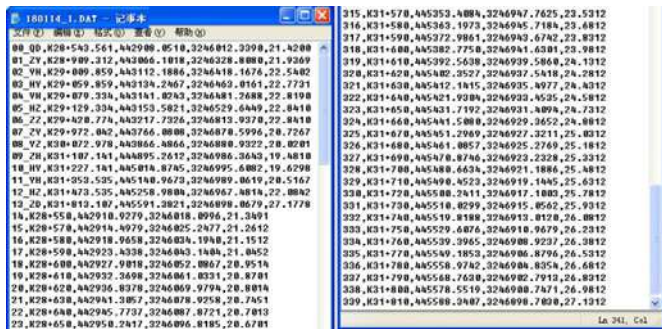 180114_1.DAT - 记事本
文件(F) 编辑(E) 格式(O) 查看(V) 帮助(H)
00_QD,K28+543.561,442908.0510,3246012.3390,21.4200
01_ZY,K28+909.312,443066.1018,3246328.8080,21.9369
02_YH,K29+009.859,443112.1886,3246418.1676,22.5402
03_HY,K29+059.859,443134.2467,3246463.0161,22.7731
04_YH,K29+079.334,443141.0243,3246481.2688,22.8190
05_HZ,K29+129.334,443153.5821,3246529.6449,22.8410
06_ZZ,K29+420.774,443217.7326,3246813.9370,22.8410
07_ZY,K29+972.042,443766.0808,3246870.5996,20.7267
08_YZ,K30+072.978,443866.4866,3246880.9322,20.0201
09_ZH,K31+107.141,444895.2612,3246986.3643,19.4810
10_HY,K31+227.141,445014.8745,3246995.6082,19.6298
11_YH,K31+353.535,445140.9673,3246989.0619,20.5167
12_HZ,K31+473.535,445258.9804,3246967.4814,22.0842
13_ZD,K31+813.107,445591.3821,3246898.0679,27.1778
14,K28+550,442910.9279,3246018.0996,21.3491
15,K28+570,442914.4979,3246025.2477,21.2612
16,K28+580,442918.9658,3246034.1940,21.1512
17,K28+590,442923.4338,3246043.1404,21.0452
18,K28+600,442927.9018,3246052.0867,20.9514
19,K28+610,442932.3698,3246061.0331,20.8701
20,K28+620,442936.8378,3246069.9794,20.8014
21,K28+630,442941.3057,3246078.9258,20.7451
22,K28+640,442945.7737,3246087.8721,20.7013
23,K28+650,442950.2417,3246096.8185,20.6701
315,K31+570,445353.4084,3246947.7625,23.5312
316,K31+580,445363.1973,3246945.7184,23.6812
317,K31+590,445372.9861,3246943.6742,23.8312
318,K31+600,445382.7750,3246941.6301,23.9812
319,K31+610,445392.5638,3246939.5860,24.1312
320,K31+620,445402.3527,3246937.5418,24.2812
321,K31+630,445412.1415,3246935.4977,24.4312
322,K31+640,445421.9304,3246933.4535,24.5812
323,K31+650,445431.7192,3246931.4094,24.7312
324,K31+660,445441.5080,3246929.3652,24.8812
325,K31+670,445451.2969,3246927.3211,25.0312
326,K31+680,445461.0857,3246925.2769,25.1812
327,K31+690,445470.8746,3246923.2328,25.3312
328,K31+700,445480.6634,3246921.1886,25.4812
329,K31+710,445490.4523,3246919.1445,25.6312
330,K31+720,445500.2411,3246917.1003,25.7812
331,K31+730,445510.0299,3246915.0562,25.9312
332,K31+740,445519.8188,3246913.0120,26.0812
333,K31+750,445529.6076,3246910.9679,26.2312
334,K31+760,445539.3965,3246908.9237,26.3812
335,K31+770,445549.1853,3246906.8796,26.5312
336,K31+780,445558.9742,3246904.8354,26.6812
337,K31+790,445568.7630,3246902.7913,26.8312
338,K31+800,445578.5519,3246900.7471,26.9812
339,K31+810,445588.3407,3246898.7030,27.1312
Ln 341, Col